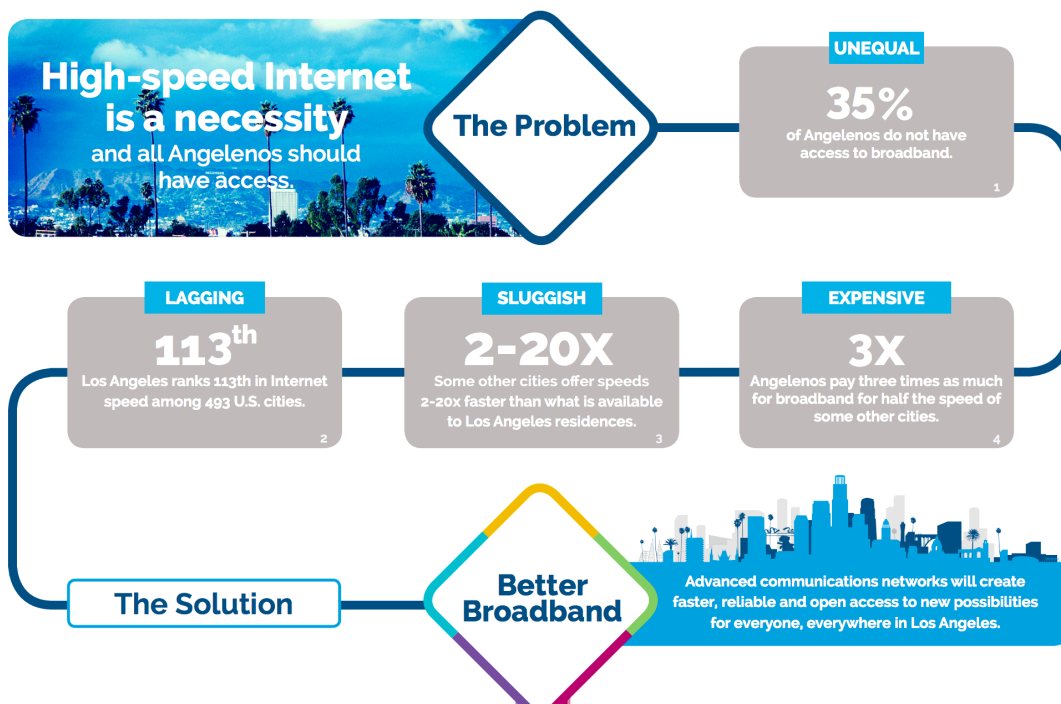 High-speed Internet
is a necessity
and all Angelenos should
have access.
The Problem
UNEQUAL
35%
of Angelenos do not have
access to broadband.
1
EXPENSIVE
3X
Angelenos pay three times as much
for broadband for half the speed of
some other cities.
4
SLUGGISH
2-20X
Some other cities offer speeds
2-20x faster than what is available
to Los Angeles residences.
3
LAGGING
113th
Los Angeles ranks 113th in Internet
speed among 493 U.S. cities.
2
The Solution
Better
Broadband
Advanced communications networks will create
faster, reliable and open access to new possibilities
for everyone, everywhere in Los Angeles.